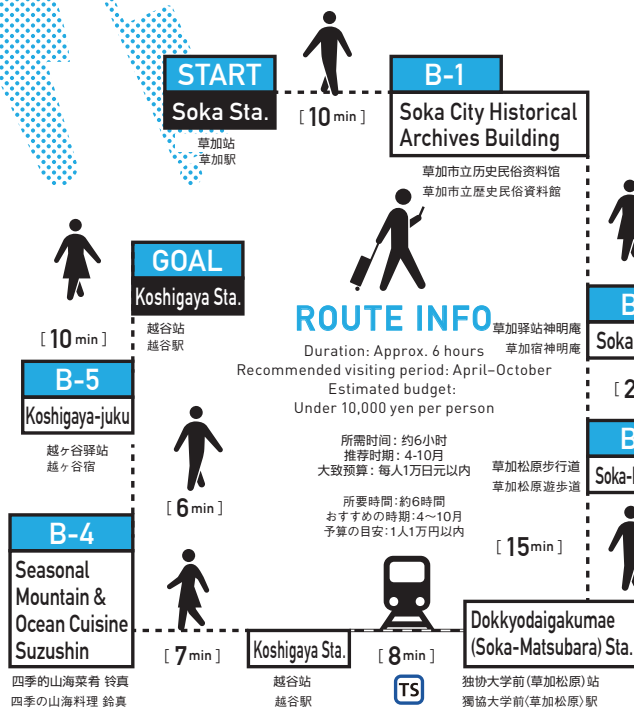 START
Soka Sta.
草加站
草加駅
[ 10 min ]
B-1
Soka City Historical
Archives Building
草加市立历史民俗资料馆
草加市立歴史民俗資料館
GOAL
Koshigaya Sta.
越谷站
越谷駅
[ 10 min ]
B-5
Koshigaya-juku
越ヶ谷驿站
越ヶ谷宿
ROUTE INFO
Duration: Approx. 6 hours
Recommended visiting period: April–October
Estimated budget:
Under 10,000 yen per person
所需时间：约6小时
推荐时期：4-10月
大致预算：每人1万日元以内
所要時間：約6時間
おすすめの時期：4～10月
予算の目安：1人1万円以内
草加驿站神明庵
草加宿神明庵
B
Soka
[ 2
B
草加松原步行道
草加松原遊歩道
Soka-
[ 15 min ]
[ 6 min ]
B-4
Seasonal
Mountain &
Ocean Cuisine
Suzushin
四季的山海菜肴 铃真
四季の山海料理 鈴真
[ 7 min ]
Koshigaya Sta.
越谷站
越谷駅
[ 8 min ]
TS
Dokkyodaigakumae
(Soka-Matsubara) Sta.
独协大学前(草加松原)站
獨協大学前〈草加松原〉駅